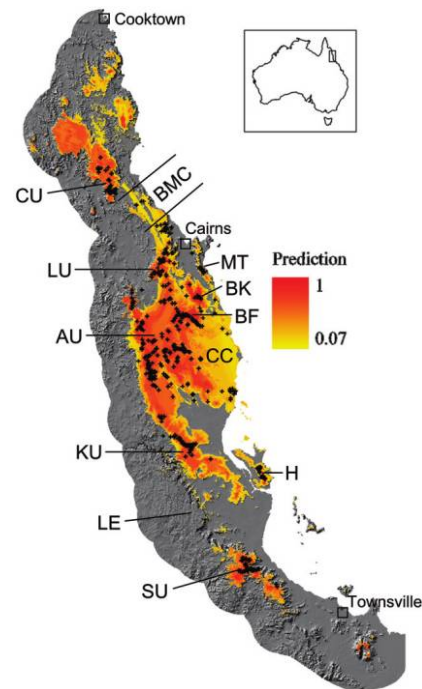 Cooktown
CU
BMC
Cairns
LU
MT
BK
BF
AU
CC
Prediction
1
0.07
KU
H
LE
SU
Townsville